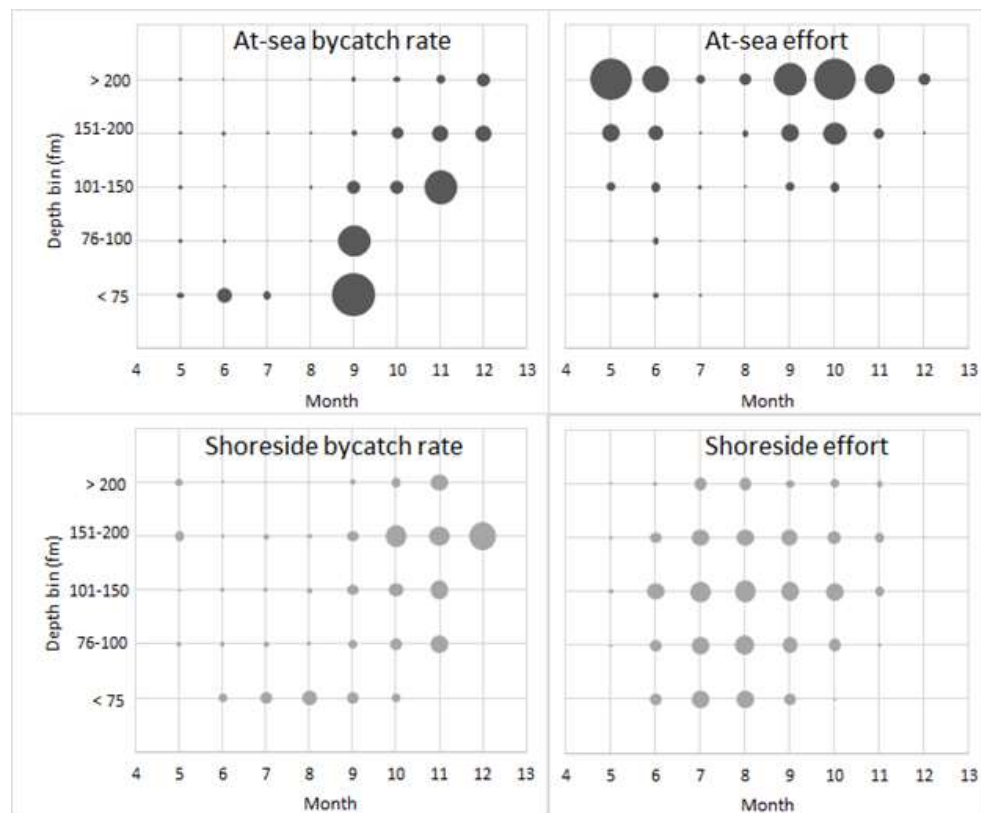 At-sea bycatch rate
Depth bin (fm)
> 200
151-200
101-150
76-100
< 75
4 5 6 7 8 9 10 11 12 13
Month
At-sea effort
4 5 6 7 8 9 10 11 12 13
Month
Shoreside bycatch rate
Depth bin (fm)
> 200
151-200
101-150
76-100
< 75
4 5 6 7 8 9 10 11 12 13
Month
Shoreside effort
4 5 6 7 8 9 10 11 12 13
Month